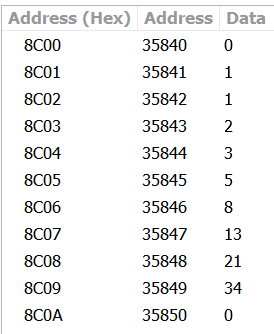 Address (Hex) Address Data
8C00 35840 0
8C01 35841 1
8C02 35842 1
8C03 35843 2
8C04 35844 3
8C05 35845 5
8C06 35846 8
8C07 35847 13
8C08 35848 21
8C09 35849 34
8C0A 35850 0